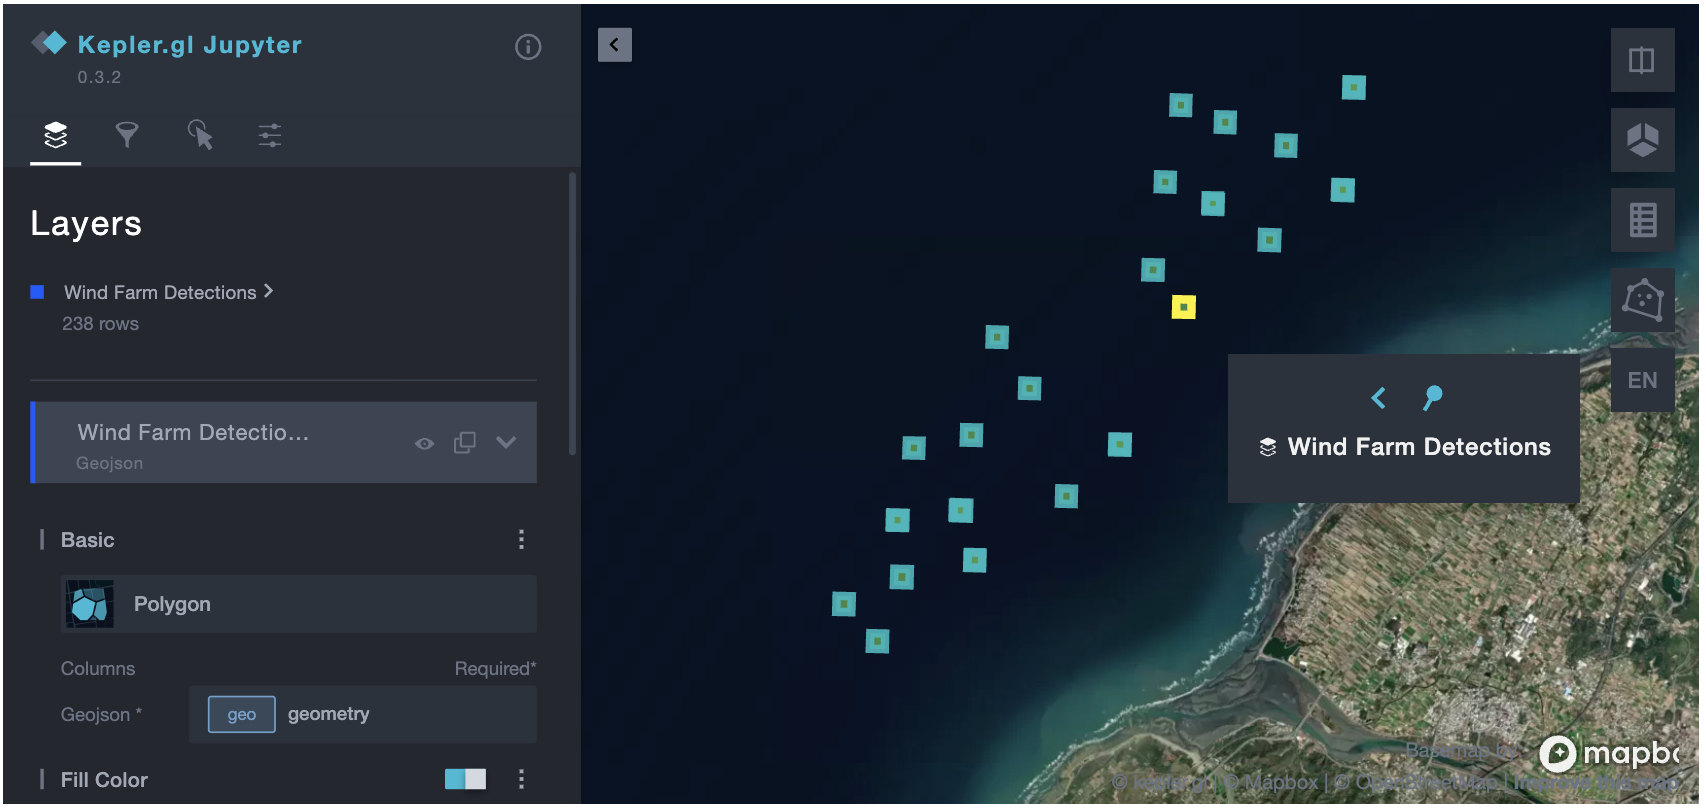 Kepler.gl Jupyter
0.3.2
Layers
Wind Farm Detections
238 rows
Wind Farm Detectio...
Geojson
Basic
Polygon
Columns Required*
Geojson * geo geometry
Fill Color
EN
Wind Farm Detections
Basemap by
mapbo
© kepler.gl | © Mapbox | © OpenStreetMap | Improve this map